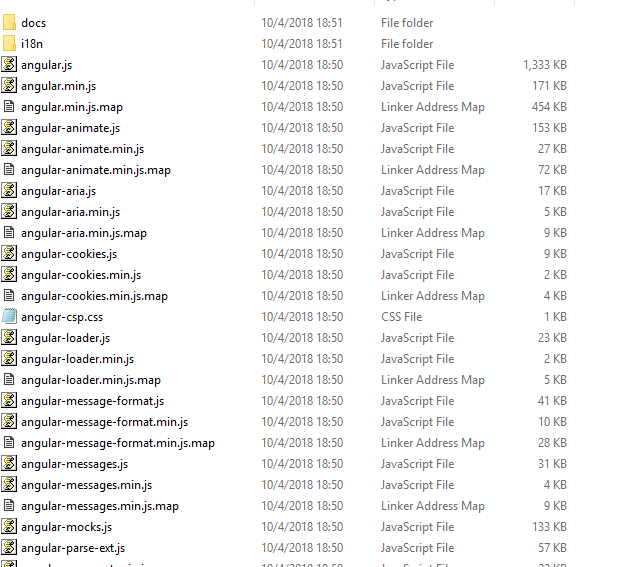 docs 10/4/2018 18:51 File folder
i18n 10/4/2018 18:51 File folder
angular.js 10/4/2018 18:50 JavaScript File 1,333 KB
angular.min.js 10/4/2018 18:50 JavaScript File 171 KB
angular.min.js.map 10/4/2018 18:50 Linker Address Map 454 KB
angular-animate.js 10/4/2018 18:50 JavaScript File 153 KB
angular-animate.min.js 10/4/2018 18:50 JavaScript File 27 KB
angular-animate.min.js.map 10/4/2018 18:50 Linker Address Map 72 KB
angular-aria.js 10/4/2018 18:50 JavaScript File 17 KB
angular-aria.min.js 10/4/2018 18:50 JavaScript File 5 KB
angular-aria.min.js.map 10/4/2018 18:50 Linker Address Map 9 KB
angular-cookies.js 10/4/2018 18:50 JavaScript File 9 KB
angular-cookies.min.js 10/4/2018 18:50 JavaScript File 2 KB
angular-cookies.min.js.map 10/4/2018 18:50 Linker Address Map 4 KB
angular-csp.css 10/4/2018 18:50 CSS File 1 KB
angular-loader.js 10/4/2018 18:50 JavaScript File 23 KB
angular-loader.min.js 10/4/2018 18:50 JavaScript File 2 KB
angular-loader.min.js.map 10/4/2018 18:50 Linker Address Map 5 KB
angular-message-format.js 10/4/2018 18:50 JavaScript File 41 KB
angular-message-format.min.js 10/4/2018 18:50 JavaScript File 10 KB
angular-message-format.min.js.map 10/4/2018 18:50 Linker Address Map 28 KB
angular-messages.js 10/4/2018 18:50 JavaScript File 31 KB
angular-messages.min.js 10/4/2018 18:50 JavaScript File 4 KB
angular-messages.min.js.map 10/4/2018 18:50 Linker Address Map 9 KB
angular-mocks.js 10/4/2018 18:50 JavaScript File 133 KB
angular-parse-ext.js 10/4/2018 18:50 JavaScript File 57 KB